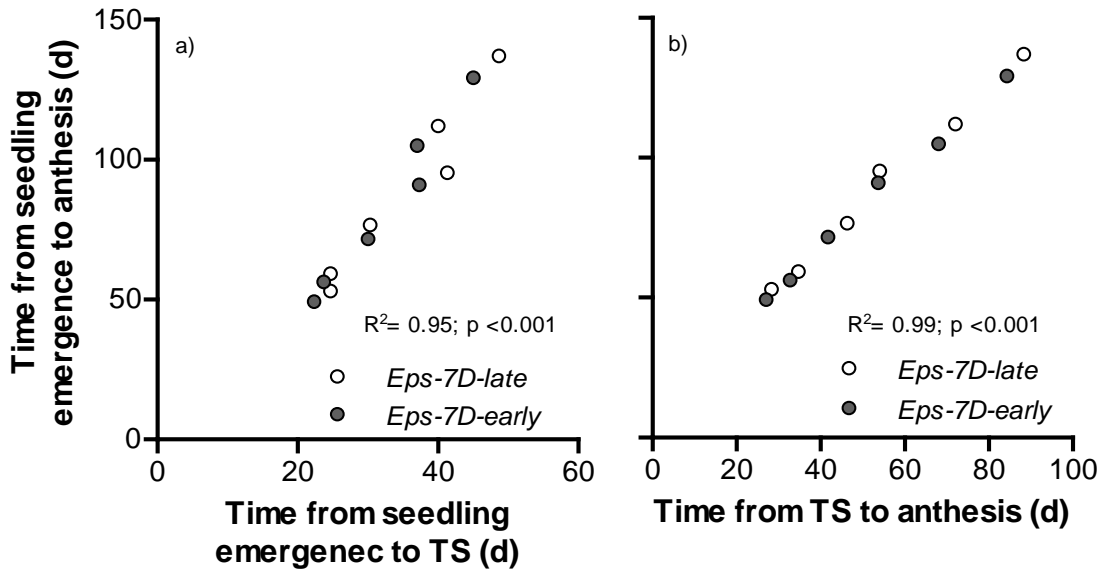 Time from seedling
emergence to anthesis (d)
150
100
50
0
a)
R²= 0.95; p <0.001
Eps-7D-late
Eps-7D-early
0 20 40 60
Time from seedling
emergenec to TS (d)
b)
R²= 0.99; p <0.001
Eps-7D-late
Eps-7D-early
0 20 40 60 80 100
Time from TS to anthesis (d)